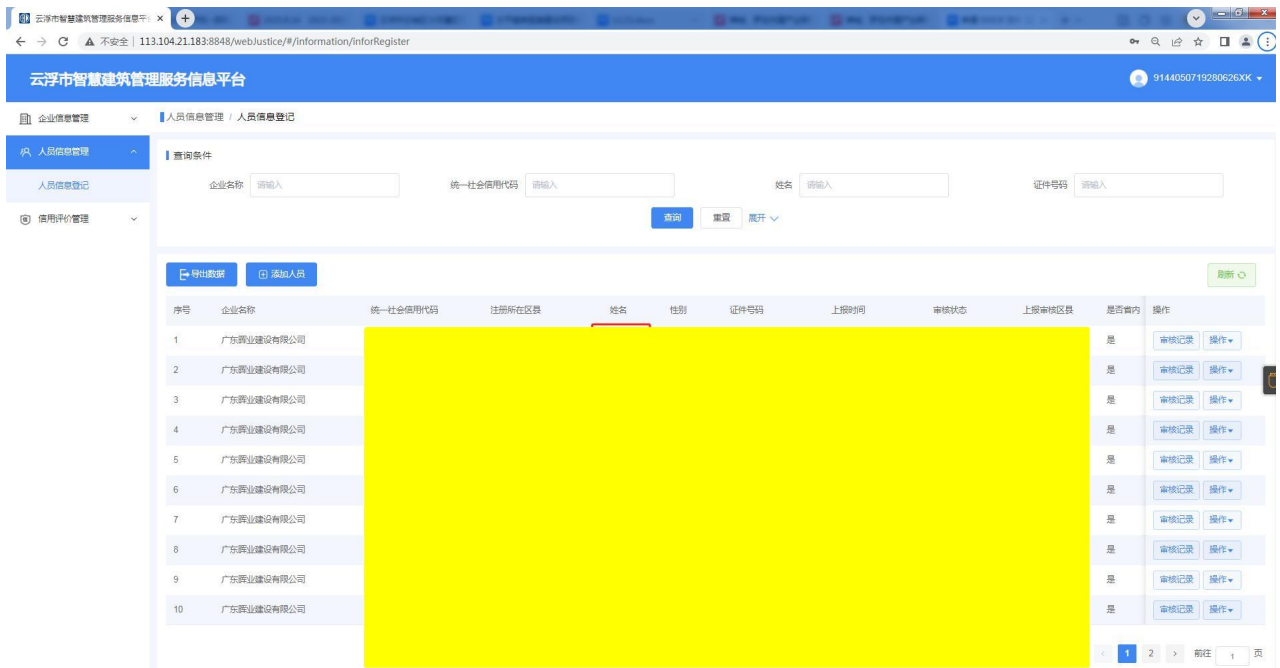 云浮市智慧建筑管理服务信息平
不安全 113.104.21.183:8848/webJustice/#/information/inforRegister
云浮市智慧建筑管理服务信息平台
9144050719280626XK
企业信息管理
人员信息管理 / 人员信息登记
人员信息管理
人员信息登记
信用评价管理
查询条件
企业名称 请输入 统一社会信用代码 请输入 姓名 请输入 证件号码 请输入
查询 重置 展开
导出数据 添加人员 刷新
序号 企业名称 统一社会信用代码 注册所在区县 姓名 性别 证件号码 上报时间 审核状态 上报审核区县 是否省内 操作
1 广东晖业建设有限公司 是 审核记录 操作
2 广东晖业建设有限公司 是 审核记录 操作
3 广东晖业建设有限公司 是 审核记录 操作
4 广东晖业建设有限公司 是 审核记录 操作
5 广东晖业建设有限公司 是 审核记录 操作
6 广东晖业建设有限公司 是 审核记录 操作
7 广东晖业建设有限公司 是 审核记录 操作
8 广东晖业建设有限公司 是 审核记录 操作
9 广东晖业建设有限公司 是 审核记录 操作
10 广东晖业建设有限公司 是 审核记录 操作
1 2 前往 1 页